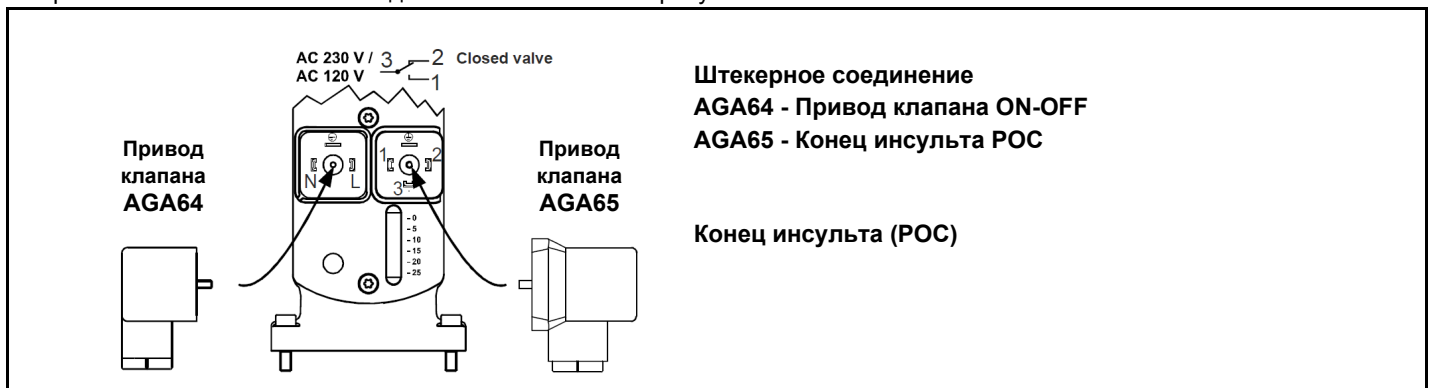 AC 230 V / 3 2 Closed valve
AC 120 V 1
Привод
клапана
AGA64
N L
1 2
3
- 0
- 5
- 10
- 15
- 20
- 25
Привод
клапана
AGA65
Штекерное соединение
AGA64 - Привод клапана ON-OFF
AGA65 - Конец инсульта POC
Конец инсульта (POC)